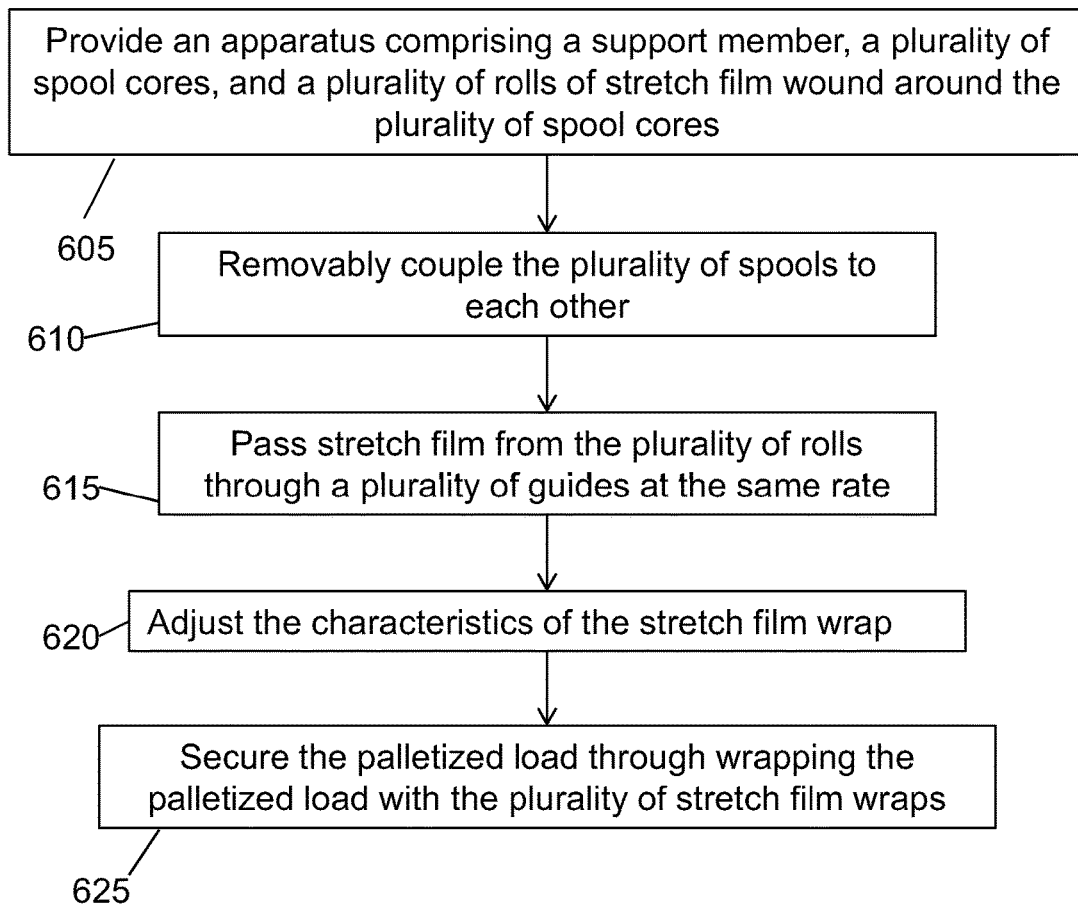 Provide an apparatus comprising a support member, a plurality of
spool cores, and a plurality of rolls of stretch film wound around the
plurality of spool cores
605
Removably couple the plurality of spools to
each other
610
Pass stretch film from the plurality of rolls
through a plurality of guides at the same rate
615
Adjust the characteristics of the stretch film wrap
620
Secure the palletized load through wrapping the
palletized load with the plurality of stretch film wraps
625